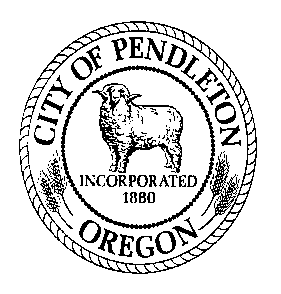 CITY OF PENDLETON
INCORPORATED
1880
OREGON